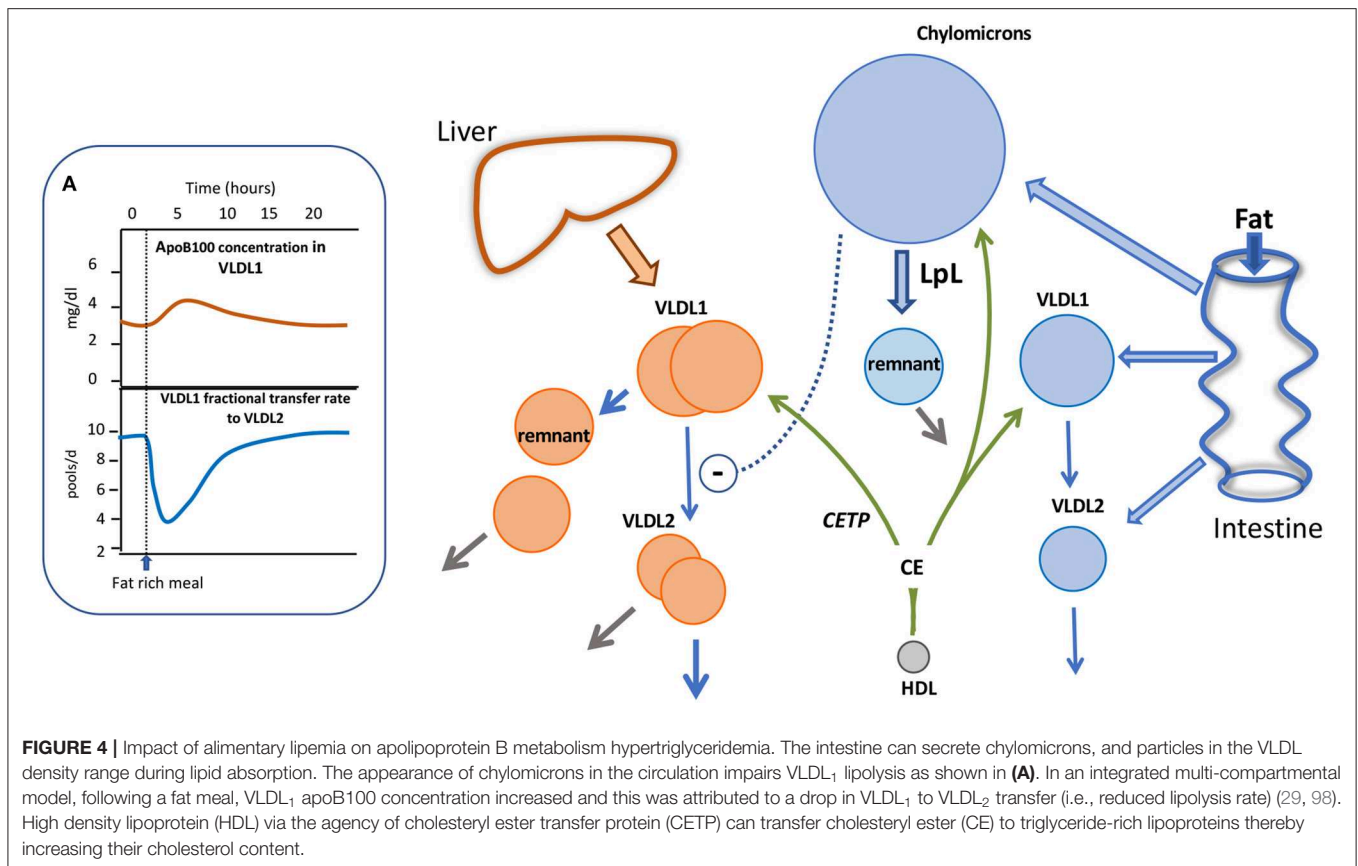 Chylomicrons
Liver
A
Time (hours)
0 5 10 15 20
ApoB100 concentration in
VLDL1
6
4
2
0
mg/dl
VLDL1 fractional transfer rate
to VLDL2
10
8
6
4
2
pools/d
Fat rich meal
VLDL1
remnant
-
VLDL2
LpL
remnant
CETP
CE
HDL
Fat
VLDL1
VLDL2
Intestine
FIGURE 4 | Impact of alimentary lipemia on apolipoprotein B metabolism hypertriglyceridemia. The intestine can secrete chylomicrons, and particles in the VLDL
density range during lipid absorption. The appearance of chylomicrons in the circulation impairs VLDL₁ lipolysis as shown in (A). In an integrated multi-compartmental
model, following a fat meal, VLDL₁ apoB100 concentration increased and this was attributed to a drop in VLDL₁ to VLDL₂ transfer (i.e., reduced lipolysis rate) (29, 98).
High density lipoprotein (HDL) via the agency of cholesteryl ester transfer protein (CETP) can transfer cholesteryl ester (CE) to triglyceride-rich lipoproteins thereby
increasing their cholesterol content.